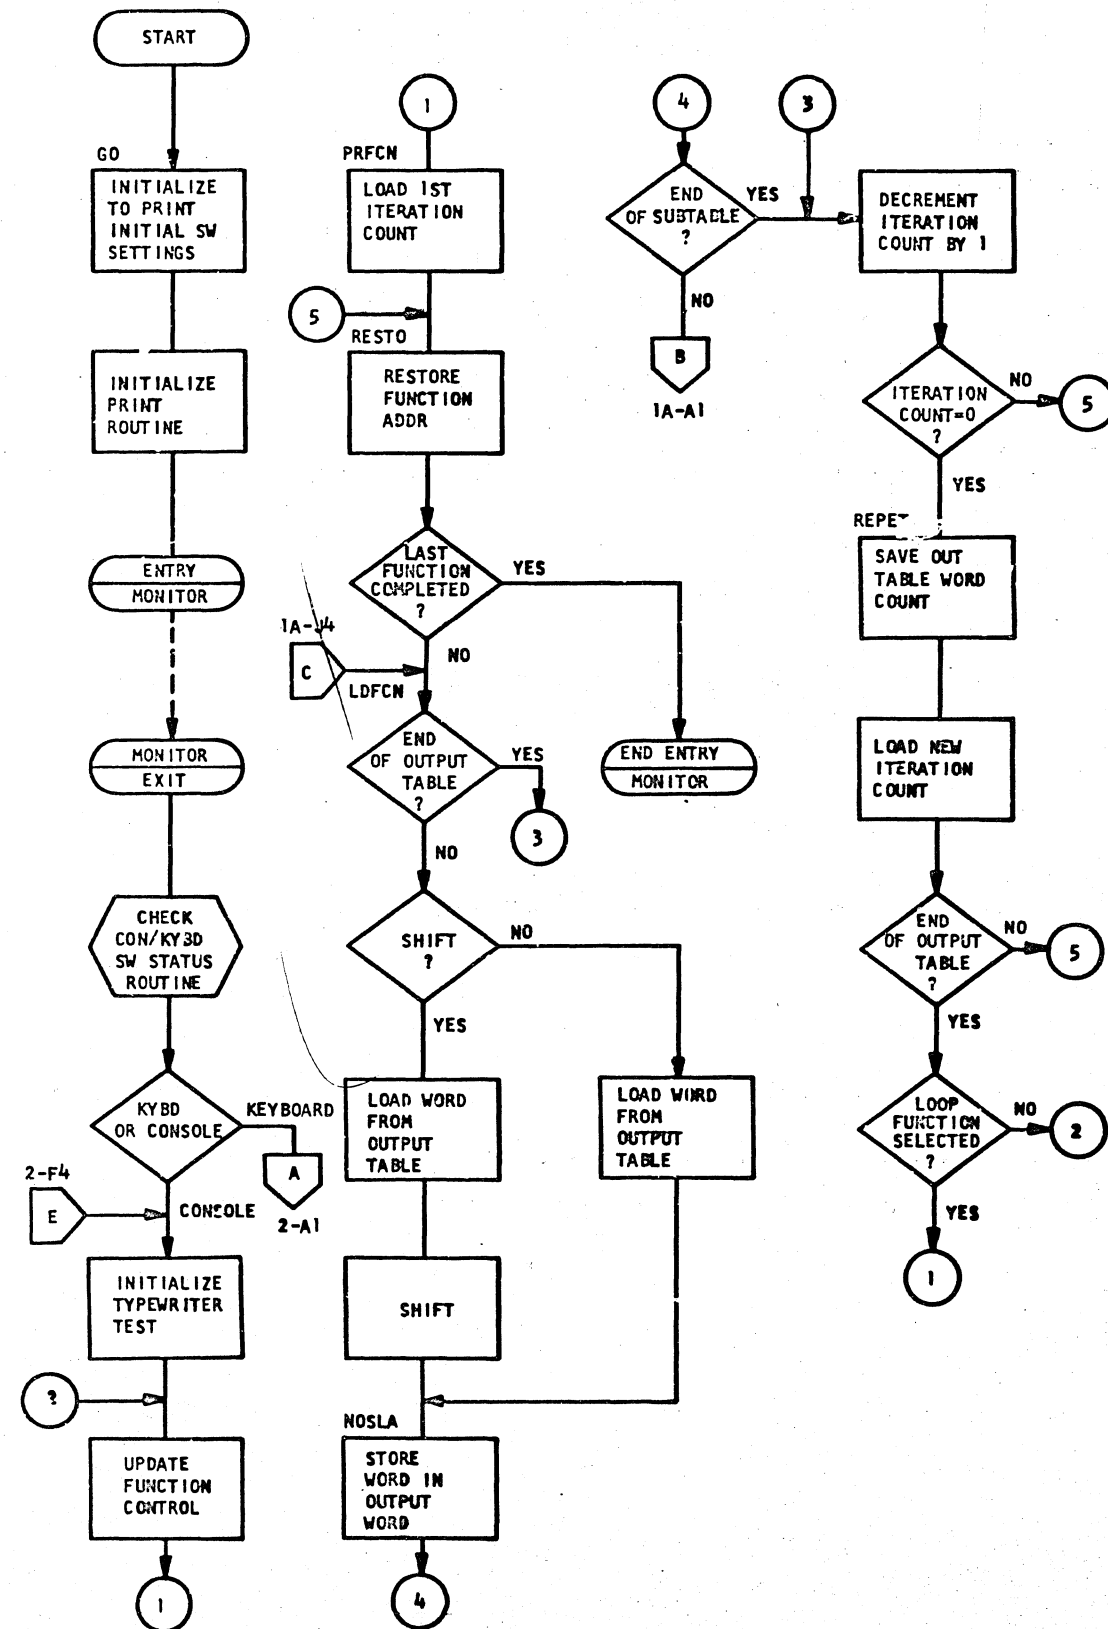 START
GO
INITIALIZE
TO PRINT
INITIAL SW
SETTINGS
INITIALIZE
PRINT
ROUTINE
ENTRY
MONITOR
MONITOR
EXIT
CHECK
CON/KYBD
SW STATUS
ROUTINE
KYBD
OR CONSOLE
KEYBOARD
A
2-A1
2-F4
E
CONSOLE
INITIALIZE
TYPEWRITER
TEST
UPDATE
FUNCTION
CONTROL
1
1
PRFCN
LOAD 1ST
ITERATION
COUNT
5
RESTO
RESTORE
FUNCTION
ADDR
LAST
FUNCTION
COMPLETED
?
YES
NO
1A-J4
C
LDFCN
END
OF OUTPUT
TABLE
?
YES
3
NO
END ENTRY
MONITOR
SHIFT
?
NO
YES
LOAD WORD
FROM
OUTPUT
TABLE
LOAD WORD
FROM
OUTPUT
TABLE
SHIFT
NOSLA
STORE
WORD IN
OUTPUT
WORD
4
4
3
END
OF SUBTABLE
?
YES
NO
B
1A-A1
DECREMENT
ITERATION
COUNT BY 1
ITERATION
COUNT=0
?
NO
5
YES
REPET
SAVE OUT
TABLE WORD
COUNT
LOAD NEW
ITERATION
COUNT
END
OF OUTPUT
TABLE
?
NO
5
YES
LOOP
FUNCTION
SELECTED
?
NO
2
YES
1